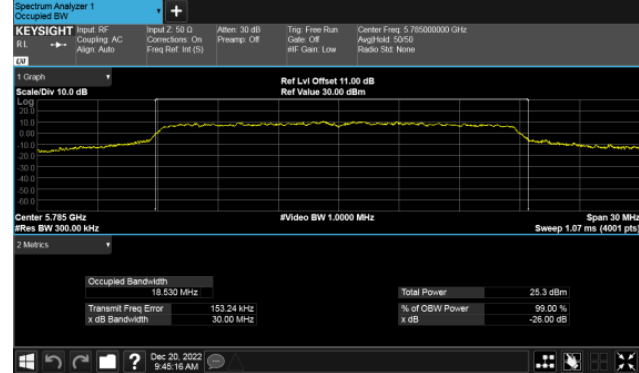 Spectrum Analyzer 1
Occupied BW
+
KEYSIGHT Input: RF Input Z: 50 Ω Atten: 30 dB Trig: Free Run Center Freq: 5.785000000 GHz
RL Coupling: AC Corrections: On Preamp: Off Gate: Off Avg|Hold: 50/50
Align: Auto Freq Ref: Int (S) #IF Gain: Low Radio Std: None
LXI
1 Graph Ref Lvl Offset 11.00 dB
Scale/Div 10.0 dB Ref Value 30.00 dBm
Log
20.0
10.0
0.00
-10.0
-20.0
-30.0
-40.0
-50.0
-60.0
Center 5.785 GHz #Video BW 1.0000 MHz Span 30 MHz
#Res BW 300.00 kHz Sweep 1.07 ms (4001 pts)
2 Metrics
Occupied Bandwidth
18.530 MHz Total Power 25.3 dBm
Transmit Freq Error 153.24 kHz % of OBW Power 99.00 %
x dB Bandwidth 30.00 MHz x dB -26.00 dB
? Dec 20, 2022
9:45:16 AM